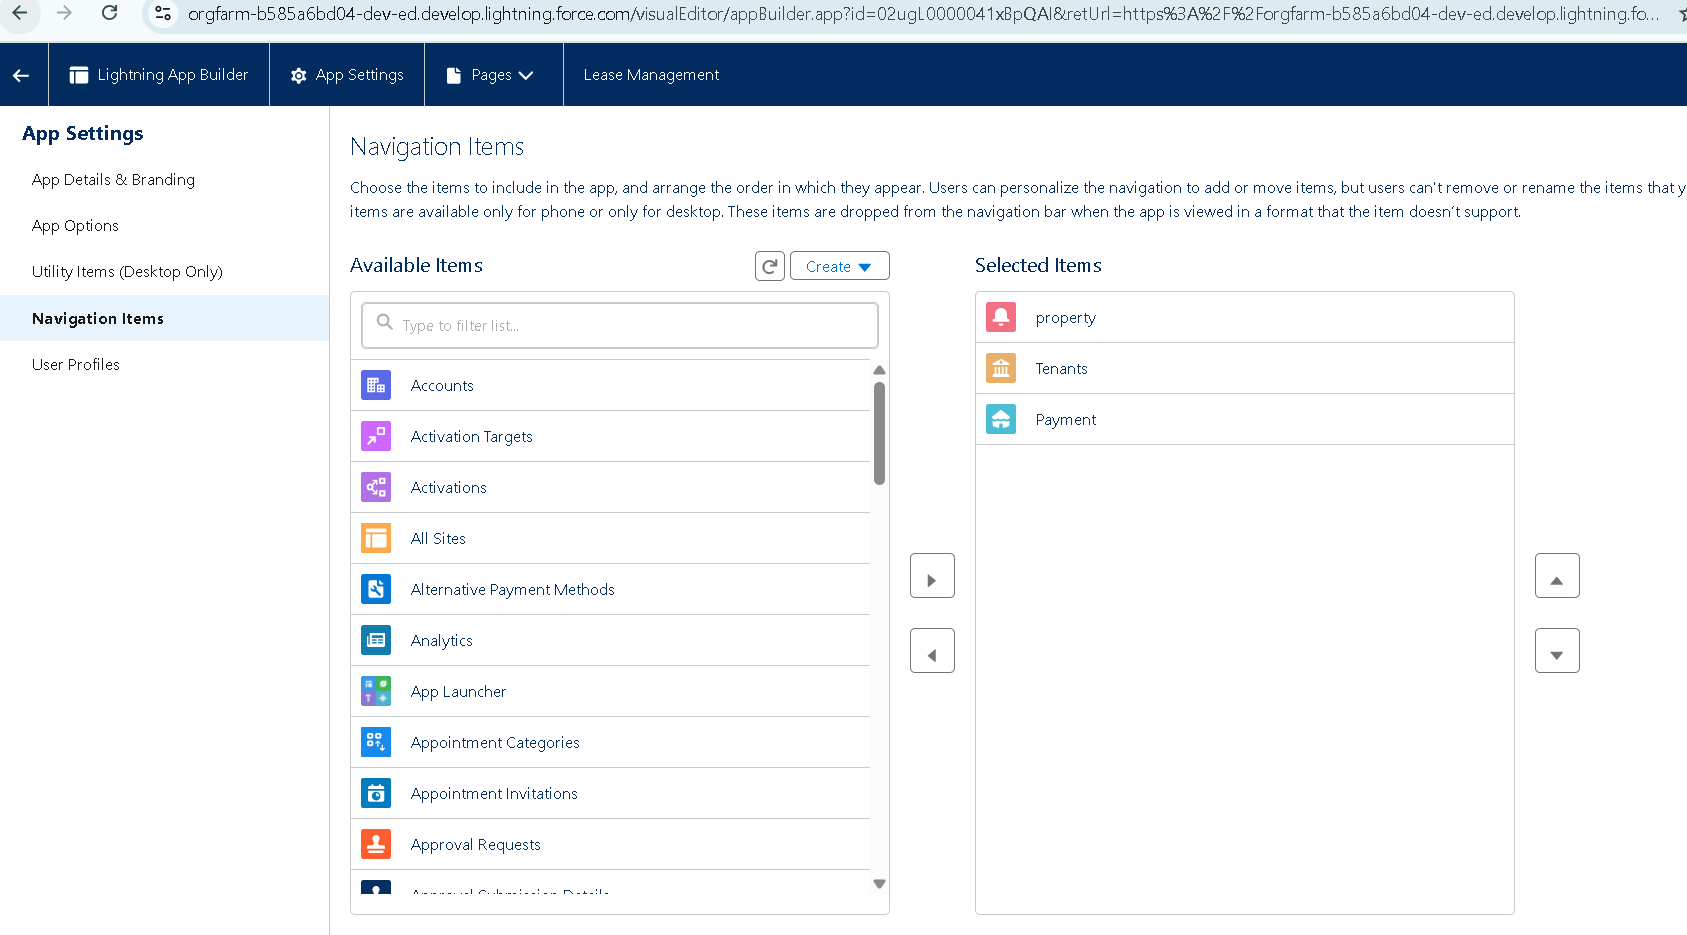 orgfarm-b585a6bd04-dev-ed.develop.lightning.force.com/visualEditor/appBuilder.app?id=02ugL0000041xBpQAI&retUrl=https%3A%2F%2Forgfarm-b585a6bd04-dev-ed.develop.lightning.fo...
Lightning App Builder
App Settings
Pages
Lease Management
App Settings
App Details & Branding
App Options
Utility Items (Desktop Only)
Navigation Items
User Profiles
Navigation Items
Choose the items to include in the app, and arrange the order in which they appear. Users can personalize the navigation to add or move items, but users can't remove or rename the items that y
items are available only for phone or only for desktop. These items are dropped from the navigation bar when the app is viewed in a format that the item doesn't support.
Available Items
Create
Type to filter list...
Accounts
Activation Targets
Activations
All Sites
Alternative Payment Methods
Analytics
App Launcher
Appointment Categories
Appointment Invitations
Approval Requests
Approval Submission Details
Selected Items
property
Tenants
Payment